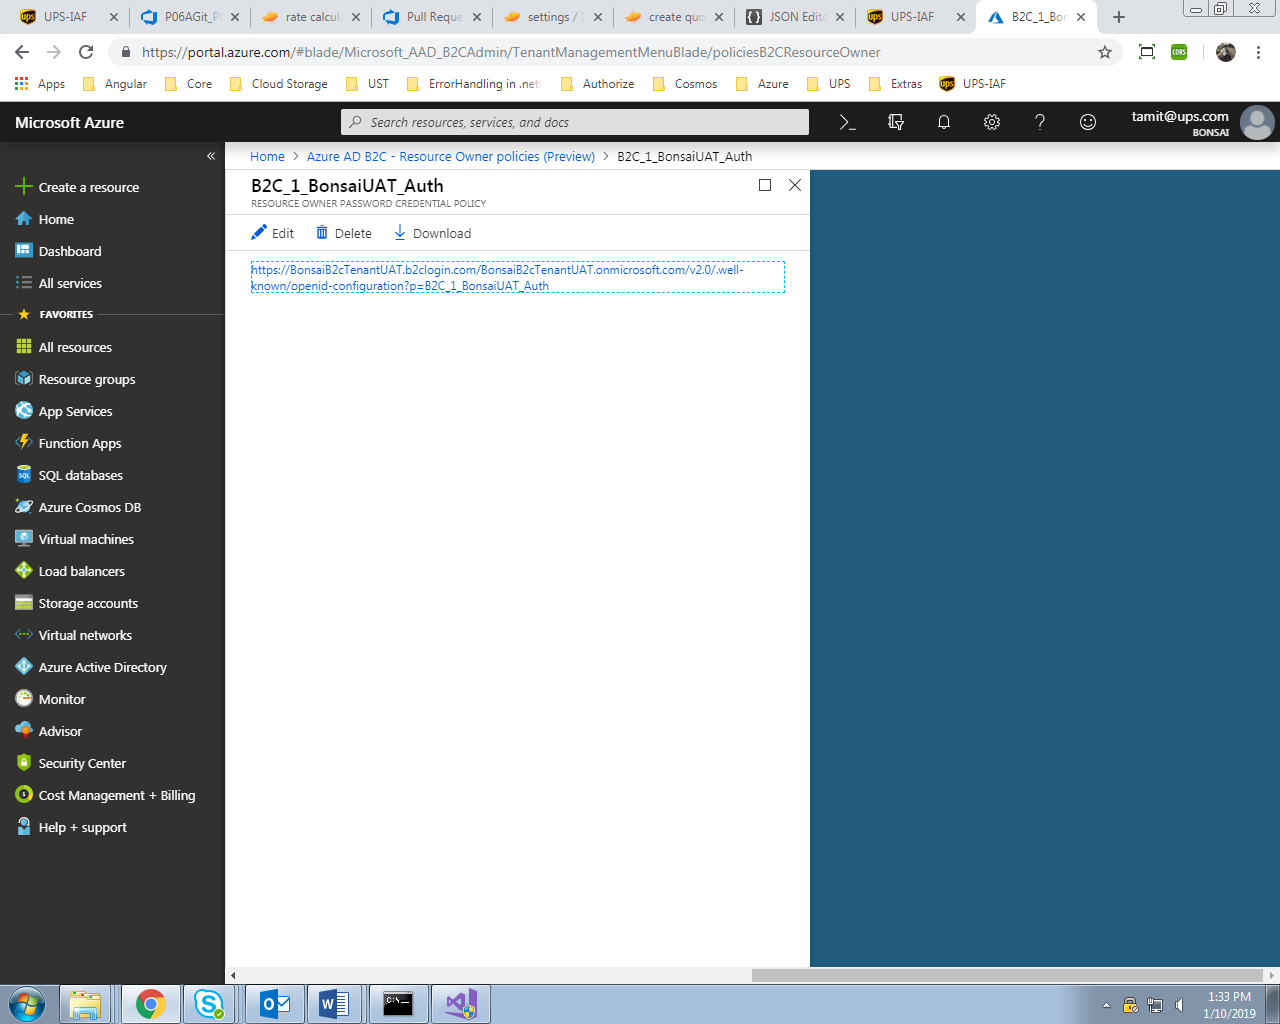 UPS-IAF
P06AGit_P
rate calcula
Pull Reque
settings /
create quo
JSON Edito
UPS-IAF
B2C_1_Bon
https://portal.azure.com/#blade/Microsoft_AAD_B2CAdmin/TenantManagementMenuBlade/policiesB2CResourceOwner
CORS
Apps
Angular
Core
Cloud Storage
UST
ErrorHandling in .net
Authorize
Cosmos
Azure
UPS
Extras
UPS-IAF
Microsoft Azure
Search resources, services, and docs
tamit@ups.com
BONSAI
Home > Azure AD B2C - Resource Owner policies (Preview) > B2C_1_BonsaiUAT_Auth
B2C_1_BonsaiUAT_Auth
RESOURCE OWNER PASSWORD CREDENTIAL POLICY
Edit
Delete
Download
https://BonsaiB2cTenantUAT.b2clogin.com/BonsaiB2cTenantUAT.onmicrosoft.com/v2.0/.well-
known/openid-configuration?p=B2C_1_BonsaiUAT_Auth
Create a resource
Home
Dashboard
All services
FAVORITES
All resources
Resource groups
App Services
Function Apps
SQL databases
Azure Cosmos DB
Virtual machines
Load balancers
Storage accounts
Virtual networks
Azure Active Directory
Monitor
Advisor
Security Center
Cost Management + Billing
Help + support
1:33 PM
1/10/2019